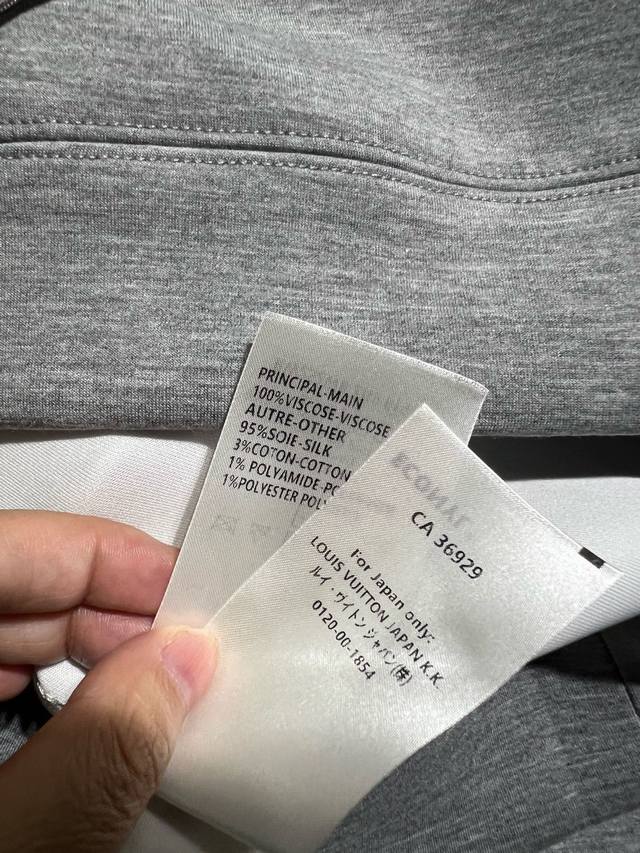 PRINCIPAL-MAIN
100%VISCOSE-VISCOSE
AUTRE-OTHER
95%SOIE-SILK
3%COTON-COTTON
1% POLYAMIDE-PO
1%POLYESTER POLY
CA 36929
For Japan only:
LOUIS VUITTON JAPAN K.K.
ルイ・ヴィトンジャパン(株)
0120-00-1854